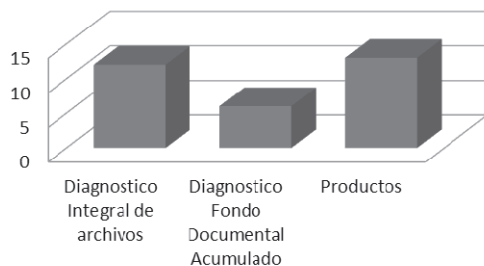 15
10
5
0
Diagnostico
Integral de
archivos
Diagnostico
Fondo
Documental
Acumulado
Productos